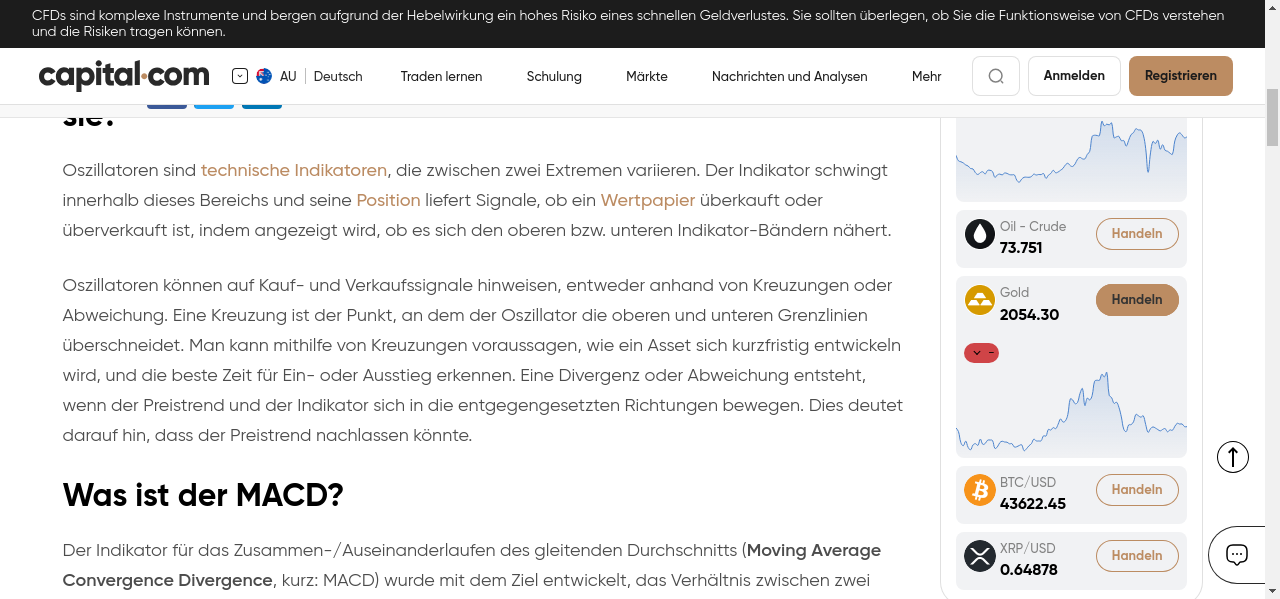 CFDs sind komplexe Instrumente und bergen aufgrund der Hebelwirkung ein hohes Risiko eines schnellen Geldverlustes. Sie sollten überlegen, ob Sie die Funktionsweise von CFDs verstehen
und die Risiken tragen können.
capital.com
AU
Deutsch
Traden lernen
Schulung
Märkte
Nachrichten und Analysen
Mehr
Anmelden
Registrieren
sie?
Oszillatoren sind technische Indikatoren, die zwischen zwei Extremen variieren. Der Indikator schwingt
innerhalb dieses Bereichs und seine Position liefert Signale, ob ein Wertpapier überkauft oder
überverkauft ist, indem angezeigt wird, ob es sich den oberen bzw. unteren Indikator-Bändern nähert.
Oszillatoren können auf Kauf- und Verkaufssignale hinweisen, entweder anhand von Kreuzungen oder
Abweichung. Eine Kreuzung ist der Punkt, an dem der Oszillator die oberen und unteren Grenzlinien
überschneidet. Man kann mithilfe von Kreuzungen voraussagen, wie ein Asset sich kurzfristig entwickeln
wird, und die beste Zeit für Ein- oder Ausstieg erkennen. Eine Divergenz oder Abweichung entsteht,
wenn der Preistrend und der Indikator sich in die entgegengesetzten Richtungen bewegen. Dies deutet
darauf hin, dass der Preistrend nachlassen könnte.
Was ist der MACD?
Der Indikator für das Zusammen-/Auseinanderlaufen des gleitenden Durchschnitts (Moving Average
Convergence Divergence, kurz: MACD) wurde mit dem Ziel entwickelt, das Verhältnis zwischen zwei
Oil - Crude
73.751
Handeln
Gold
2054.30
Handeln
-
BTC/USD
43622.45
Handeln
XRP/USD
0.64878
Handeln